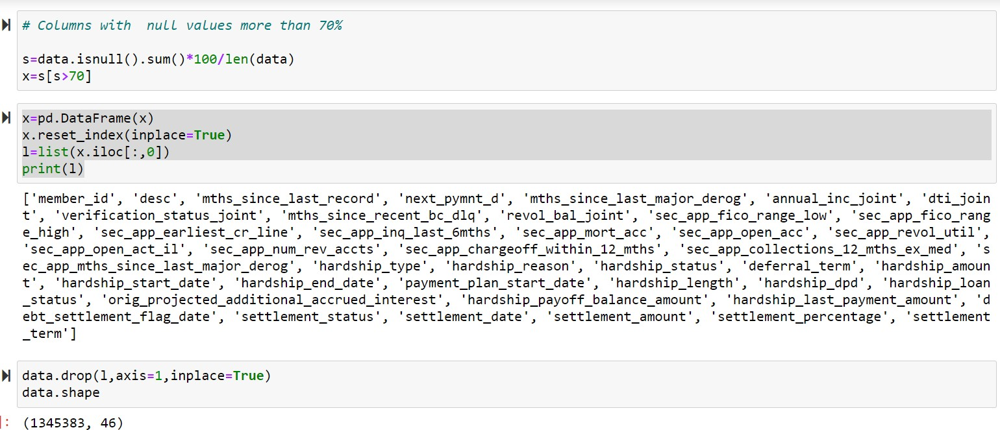 # Columns with  null values more than 70%
s=data.isnull().sum()*100/len(data)
x=s[s>70]
x=pd.DataFrame(x)
x.reset_index(inplace=True)
l=list(x.iloc[:,0])
print(l)
['member_id', 'desc', 'mths_since_last_record', 'next_pymnt_d', 'mths_since_last_major_derog', 'annual_inc_joint', 'dti_join
t', 'verification_status_joint', 'mths_since_recent_bc_dlq', 'revol_bal_joint', 'sec_app_fico_range_low', 'sec_app_fico_rang
e_high', 'sec_app_earliest_cr_line', 'sec_app_inq_last_6mths', 'sec_app_mort_acc', 'sec_app_open_acc', 'sec_app_revol_util',
'sec_app_open_act_il', 'sec_app_num_rev_accts', 'sec_app_chargeoff_within_12_mths', 'sec_app_collections_12_mths_ex_med', 's
ec_app_mths_since_last_major_derog', 'hardship_type', 'hardship_reason', 'hardship_status', 'deferral_term', 'hardship_amoun
t', 'hardship_start_date', 'hardship_end_date', 'payment_plan_start_date', 'hardship_length', 'hardship_dpd', 'hardship_loan
_status', 'orig_projected_additional_accrued_interest', 'hardship_payoff_balance_amount', 'hardship_last_payment_amount', 'd
ebt_settlement_flag_date', 'settlement_status', 'settlement_date', 'settlement_amount', 'settlement_percentage', 'settlement
_term']
data.drop(l,axis=1,inplace=True)
data.shape
]: (1345383, 46)